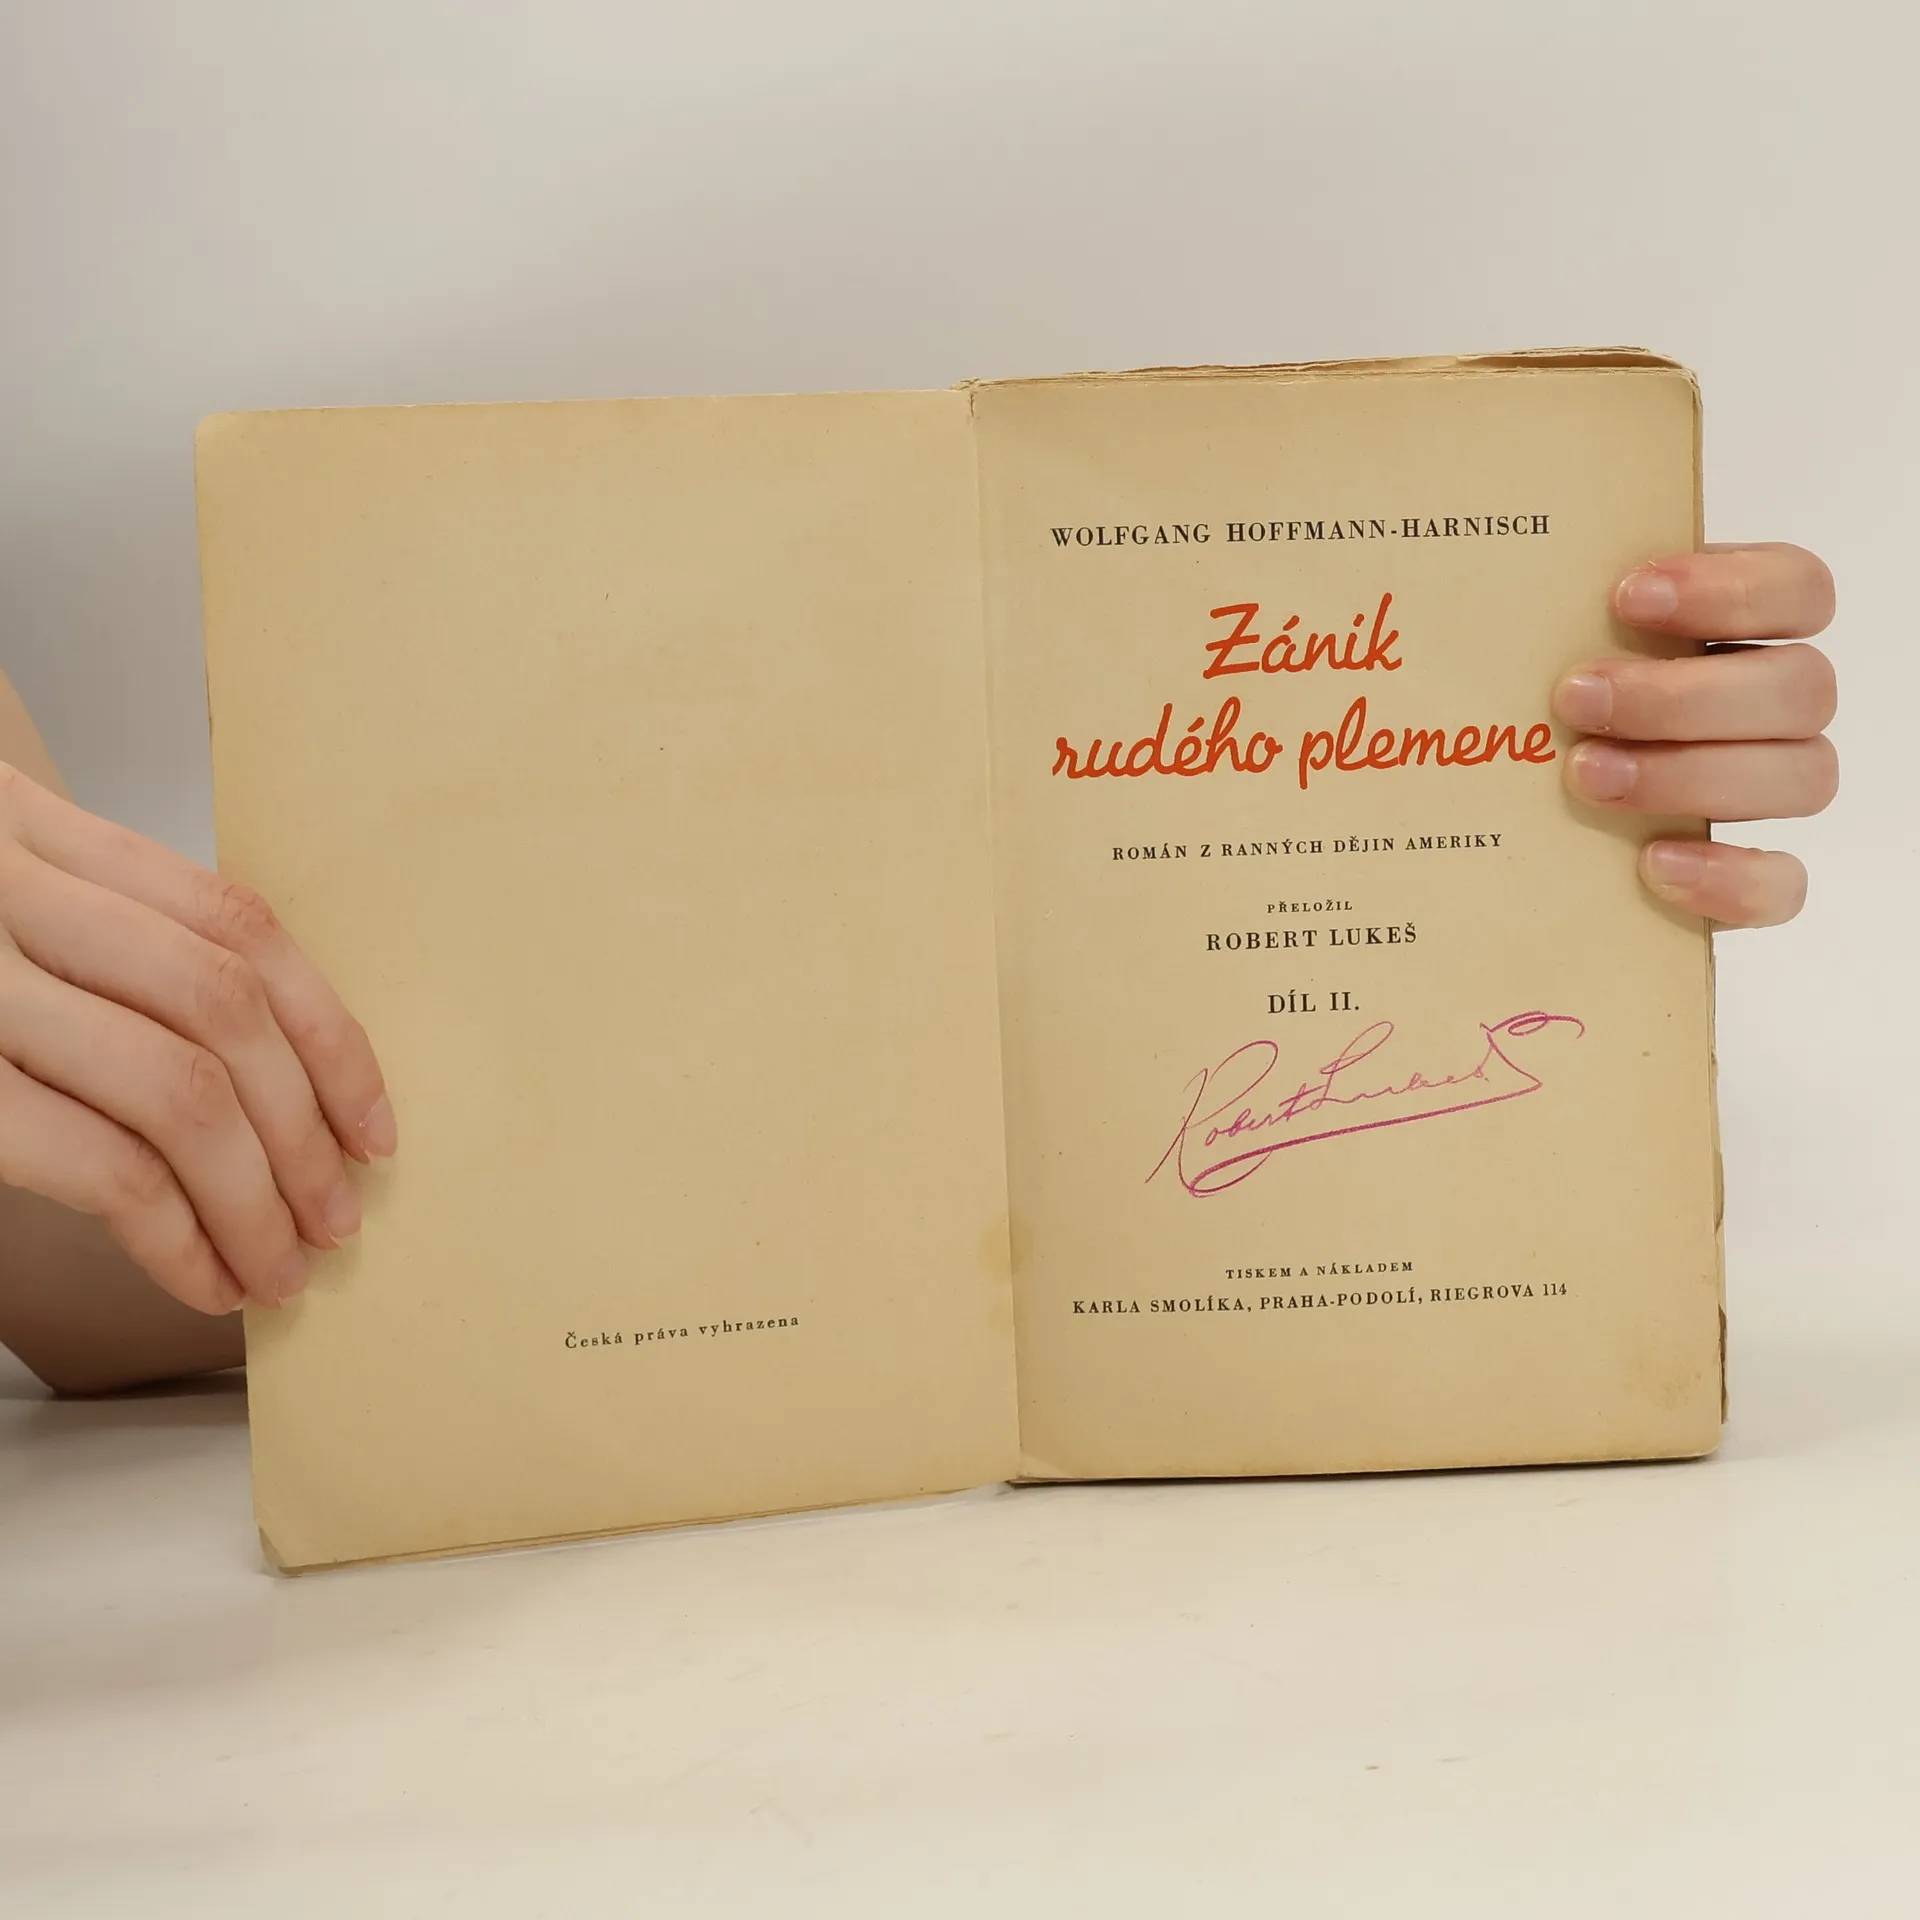 Česká práva vyhrazena
WOLFGANG HOFFMANN-HARNISCH
Zánik
rudého plemene
ROMÁN Z RANNÝCH DĚJIN AMERIKY
PŘELOŽIL
ROBERT LUKEŠ
DÍL II.
Robert Lukeš
TISKEM A NÁKLADEM
KARLA SMOLÍKA, PRAHA-PODOLÍ, RIEGROVA 114